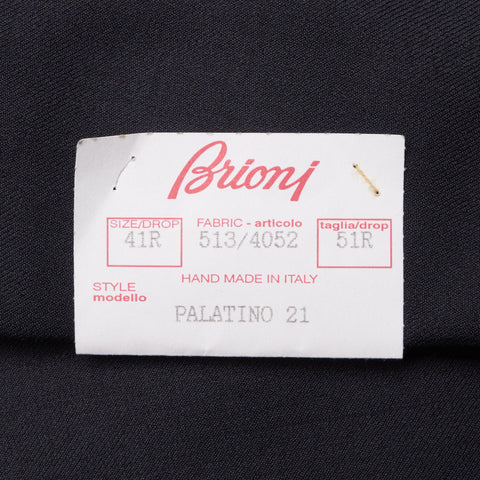 Brioni
SIZE/DROP FABRIC - articolo taglia/drop
41R 513/4052 51R
HAND MADE IN ITALY
STYLE
modello
PALATINO 21